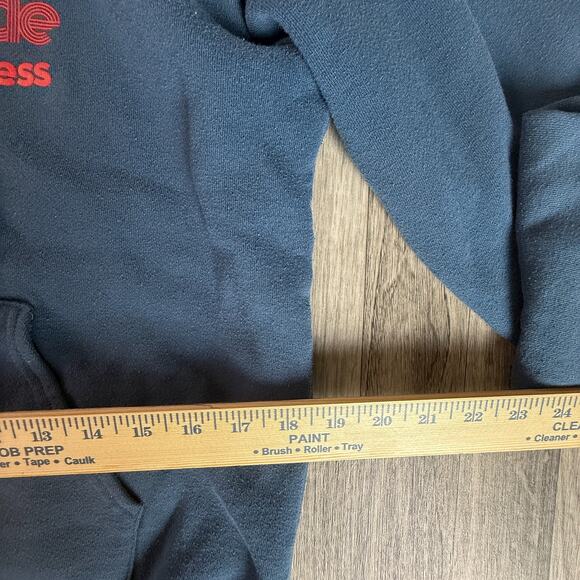 de
ess
13 14 15 16 17 18 19 20 21 22 23 24
OB PREP
er • Tape • Caulk
PAINT
• Brush • Roller • Tray
CLEA
• Cleaner •